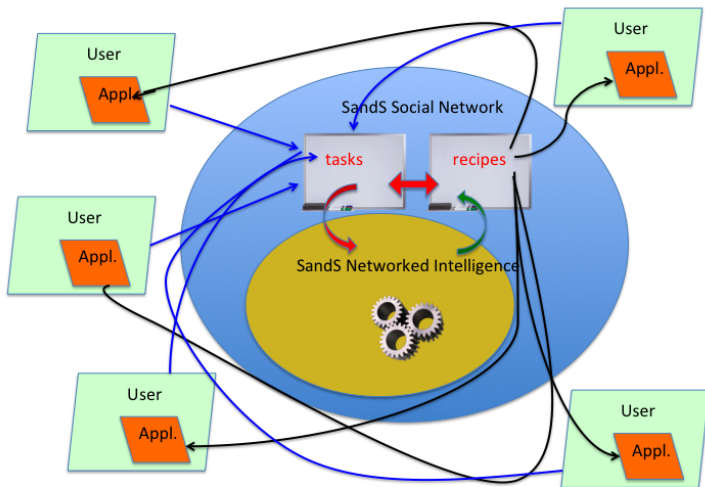 User
Appl.
User
Appl.
SandS Social Network
tasks
recipes
User
Appl.
SandS Networked Intelligence
User
Appl.
User
Appl.